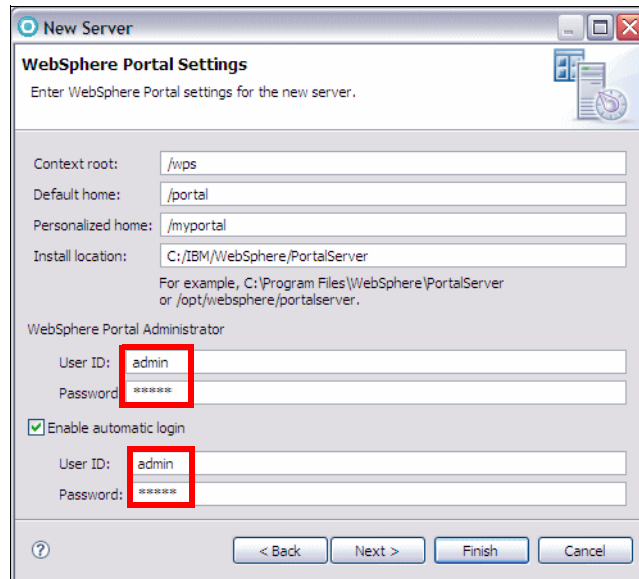 New Server
WebSphere Portal Settings
Enter WebSphere Portal settings for the new server.
Context root: /wps
Default home: /portal
Personalized home: /myportal
Install location: C:/IBM/WebSphere/PortalServer
For example, C:\Program Files\WebSphere\PortalServer
or /opt/websphere/portalserver.
WebSphere Portal Administrator
User ID: admin
Password: *****
Enable automatic login
User ID: admin
Password: *****
? < Back Next > Finish Cancel